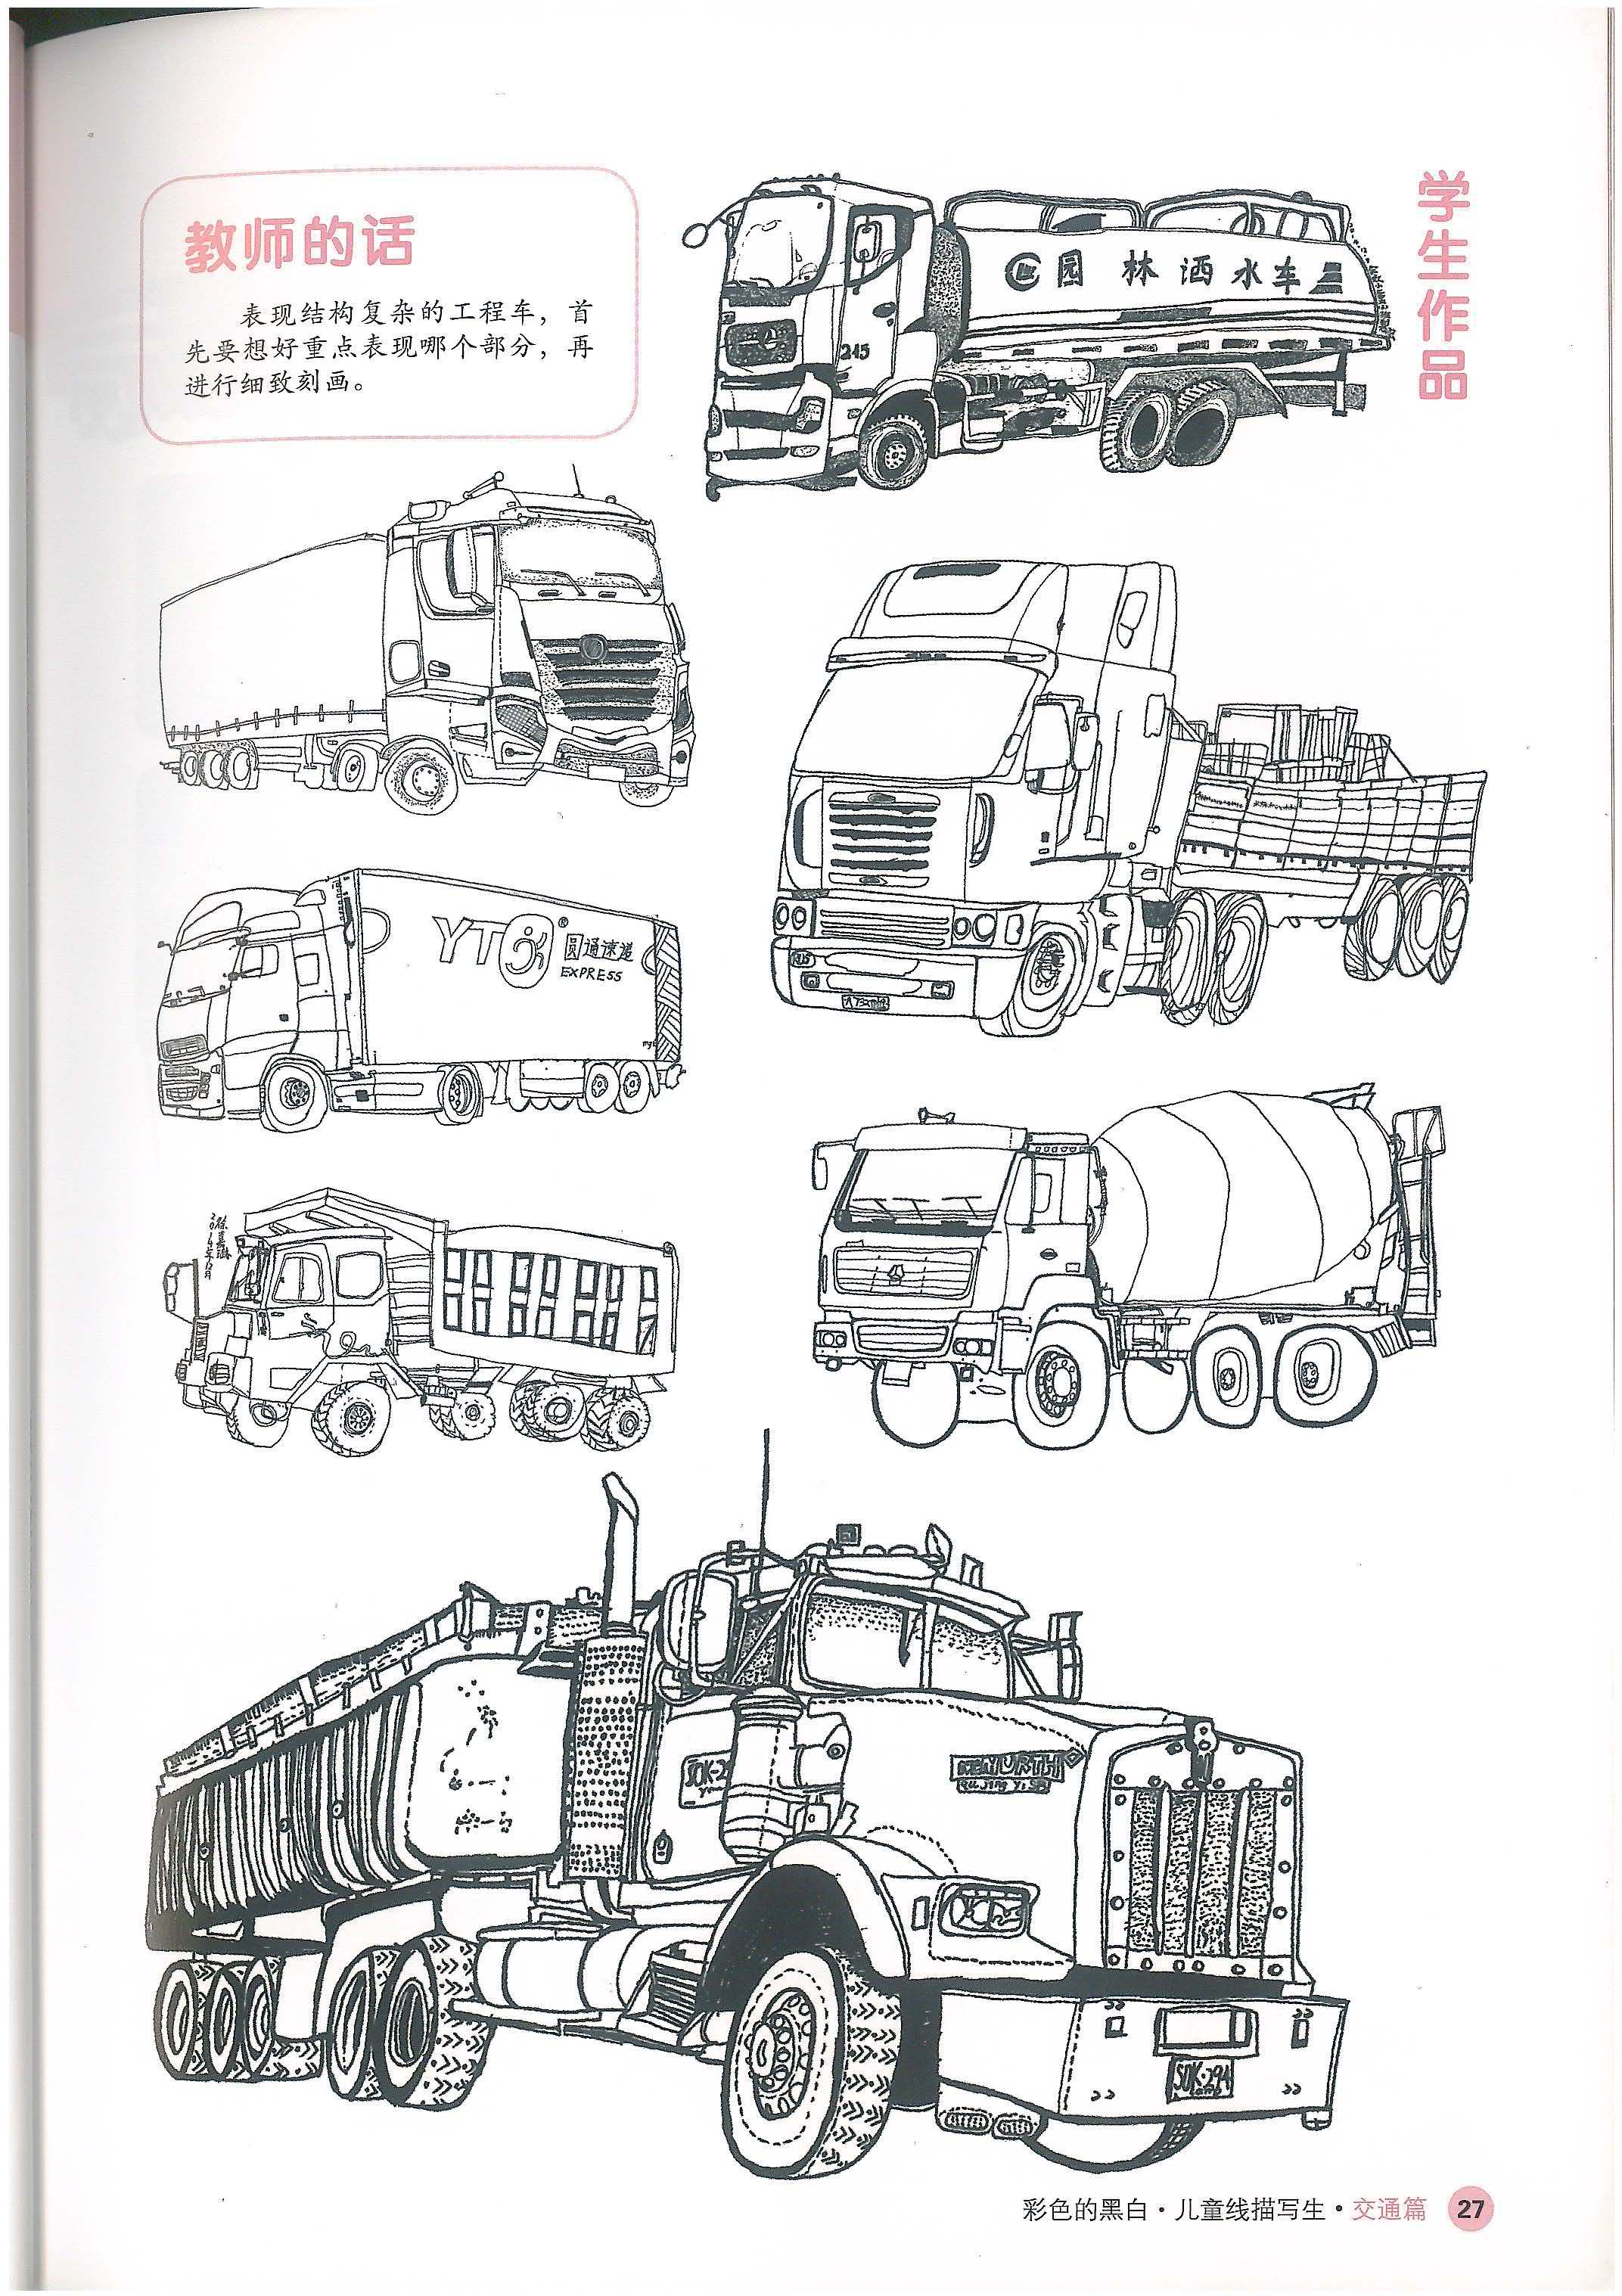 教师的话
表现结构复杂的工程车，首
先要想好重点表现哪个部分，再
进行细致刻画。
学生作品
园林洒水车
215
YTO®
圆通速递
EXPRESS
SOK-294
彩色的黑白·儿童线描写生·交通篇 27